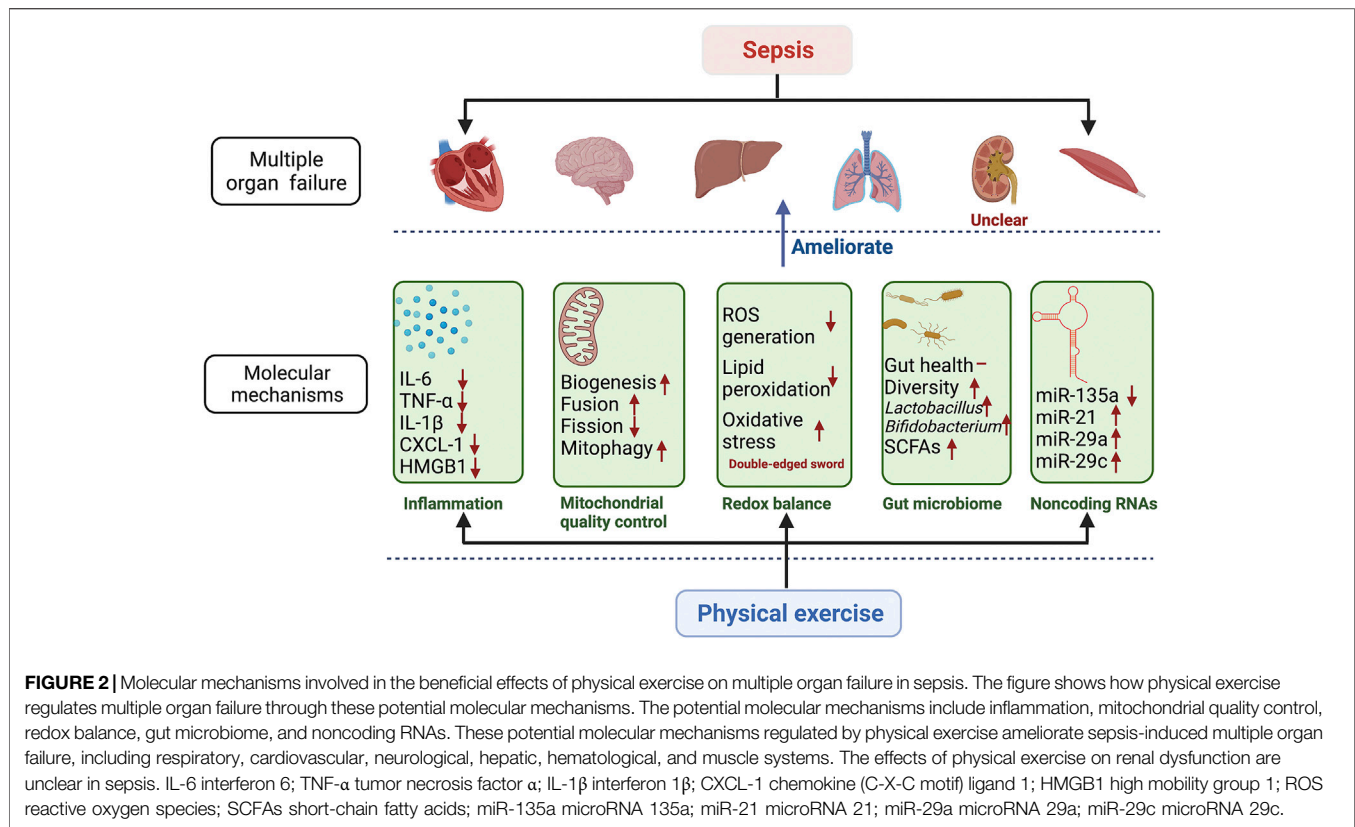 Sepsis
Multiple
organ failure
Unclear
Ameliorate
Molecular
mechanisms
IL-6 ↓
TNF-α ↓
IL-1β ↓
CXCL-1 ↓
HMGB1 ↓
Inflammation
Biogenesis ↑
Fusion ↑
Fission ↓
Mitophagy ↑
Mitochondrial
quality control
ROS
generation ↓
Lipid
peroxidation ↓
Oxidative
stress ↑
Double-edged sword
Redox balance
Gut health –
Diversity ↑
Lactobacillus ↑
Bifidobacterium ↑
SCFAs ↑
Gut microbiome
miR-135a ↓
miR-21 ↑
miR-29a ↑
miR-29c ↑
Noncoding RNAs
Physical exercise
FIGURE 2 | Molecular mechanisms involved in the beneficial effects of physical exercise on multiple organ failure in sepsis. The figure shows how physical exercise
regulates multiple organ failure through these potential molecular mechanisms. The potential molecular mechanisms include inflammation, mitochondrial quality control,
redox balance, gut microbiome, and noncoding RNAs. These potential molecular mechanisms regulated by physical exercise ameliorate sepsis-induced multiple organ
failure, including respiratory, cardiovascular, neurological, hepatic, hematological, and muscle systems. The effects of physical exercise on renal dysfunction are
unclear in sepsis. IL-6 interferon 6; TNF-α tumor necrosis factor α; IL-1β interferon 1β; CXCL-1 chemokine (C-X-C motif) ligand 1; HMGB1 high mobility group 1; ROS
reactive oxygen species; SCFAs short-chain fatty acids; miR-135a microRNA 135a; miR-21 microRNA 21; miR-29a microRNA 29a; miR-29c microRNA 29c.